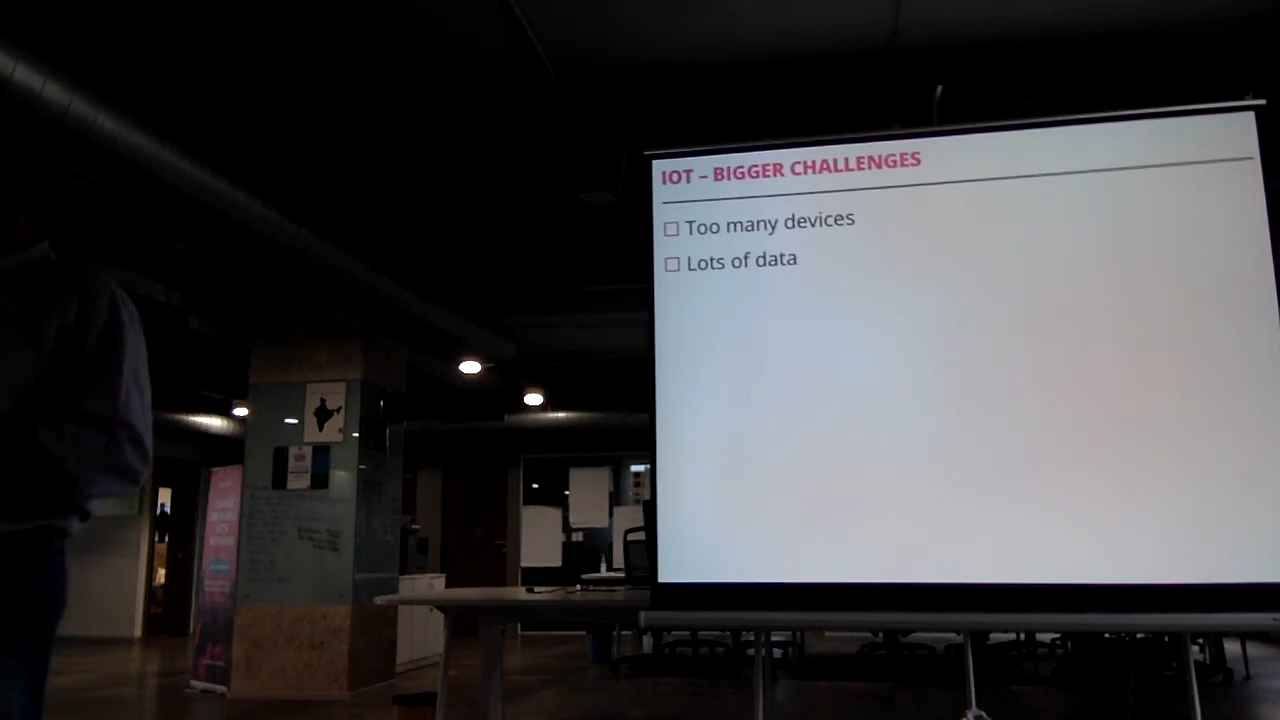 IOT – BIGGER CHALLENGES
Too many devices
Lots of data